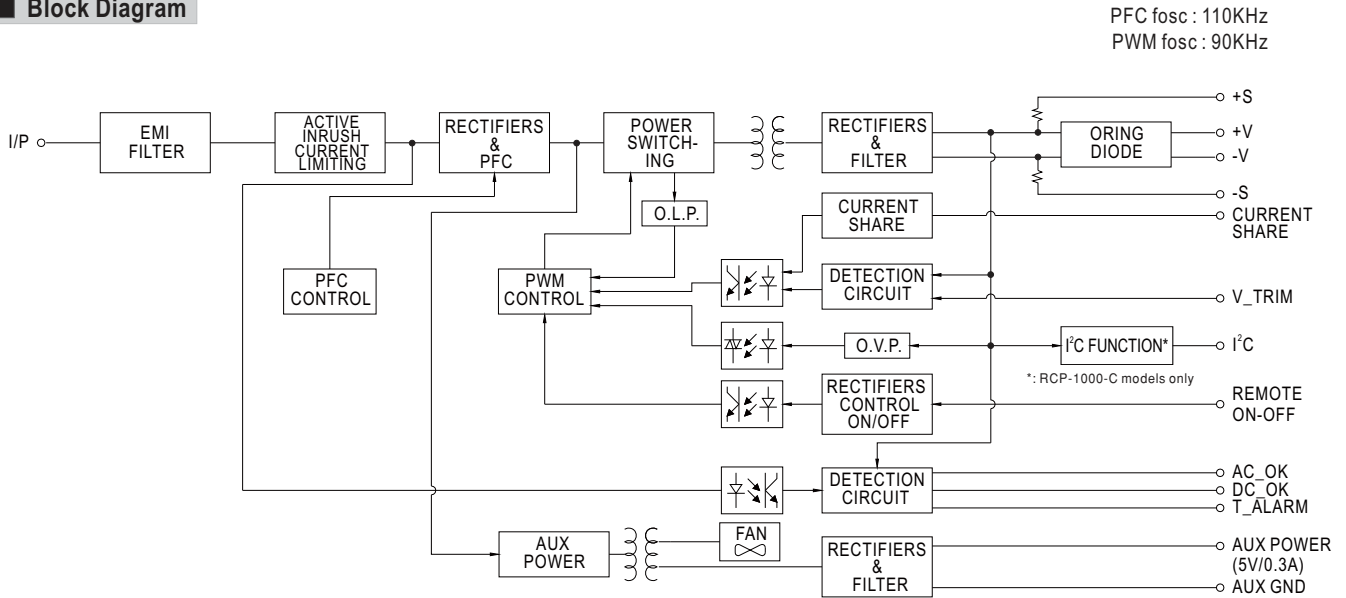 Block Diagram
PFC fosc : 110KHz
PWM fosc : 90KHz
I/P
EMI
FILTER
ACTIVE
INRUSH
CURRENT
LIMITING
RECTIFIERS
&
PFC
POWER
SWITCH-
ING
RECTIFIERS
&
FILTER
ORING
DIODE
+S
+V
-V
-S
O.L.P.
CURRENT
SHARE
CURRENT
SHARE
PFC
CONTROL
PWM
CONTROL
DETECTION
CIRCUIT
V_TRIM
O.V.P.
I²C FUNCTION*
I²C
*: RCP-1000-C models only
RECTIFIERS
CONTROL
ON/OFF
REMOTE
ON-OFF
DETECTION
CIRCUIT
AC_OK
DC_OK
T_ALARM
AUX
POWER
FAN
RECTIFIERS
&
FILTER
AUX POWER
(5V/0.3A)
AUX GND